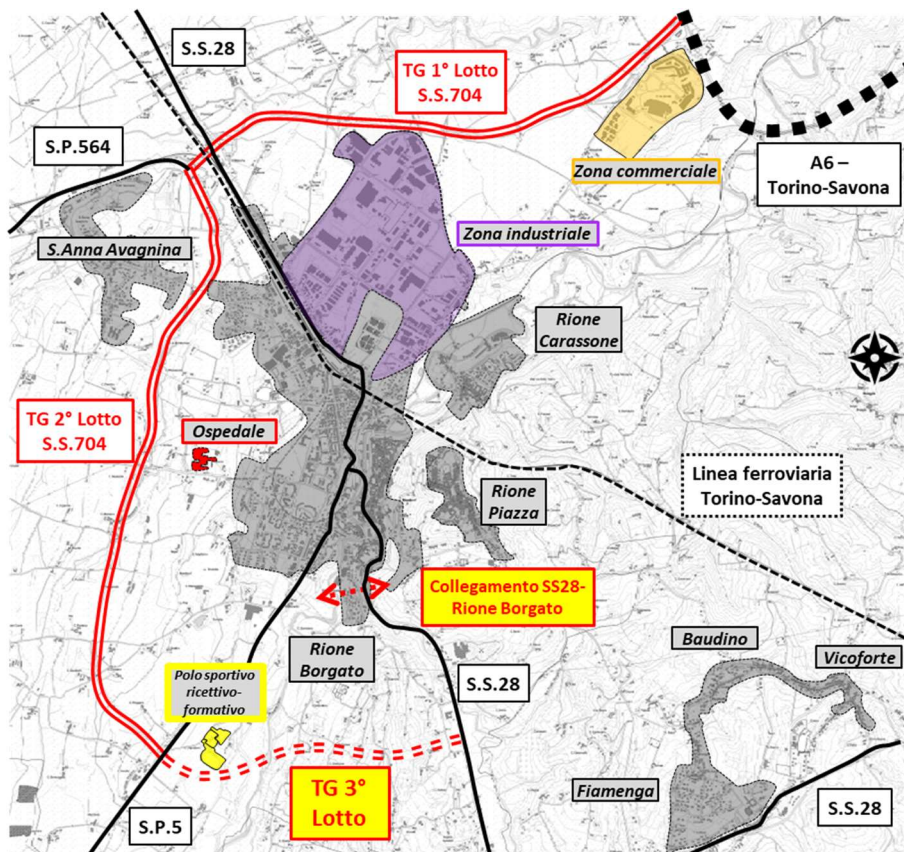 S.S.28
TG 1° Lotto
S.S.704
S.P.564
Zona commerciale
A6 –
Torino-Savona
S.Anna Avagnina
Zona industriale
Rione
Carassone
TG 2° Lotto
S.S.704
Ospedale
Linea ferroviaria
Torino-Savona
Rione
Piazza
Collegamento SS28-
Rione Borgato
Baudino
Vicoforte
Rione
Borgato
Polo sportivo
ricettivo-
formativo
S.S.28
TG 3°
Lotto
Fiamenga
S.S.28
S.P.5